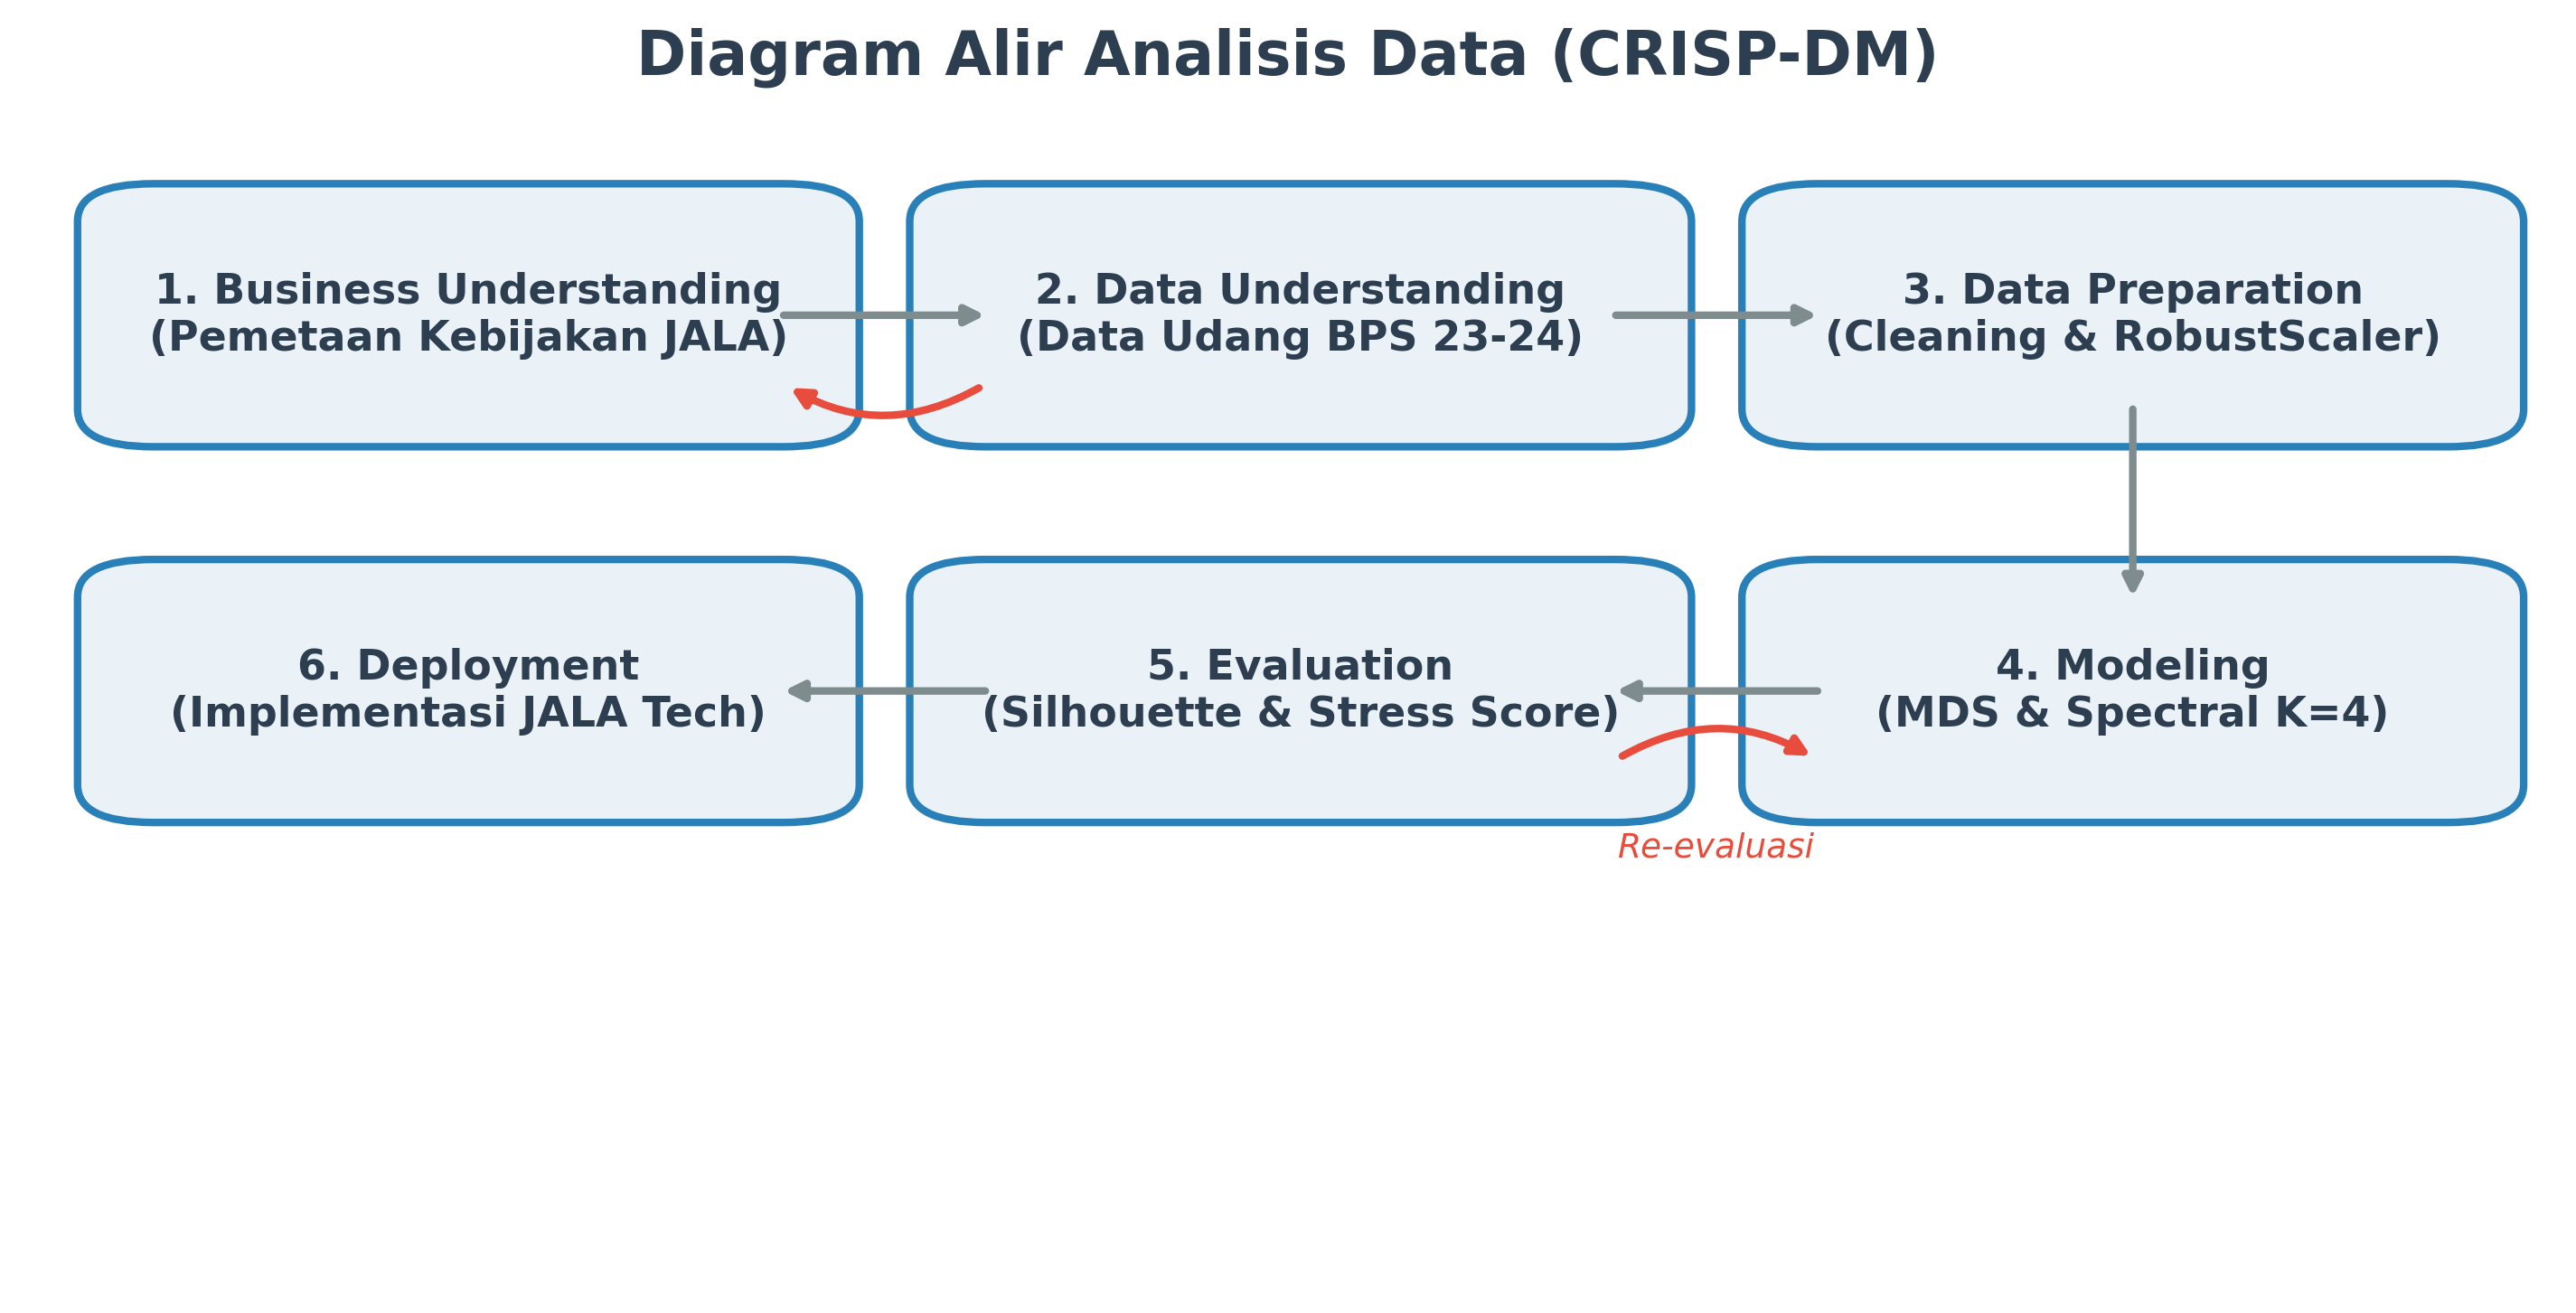 Diagram Alir Analisis Data (CRISP-DM)
1. Business Understanding
(Pemetaan Kebijakan JALA)
2. Data Understanding
(Data Udang BPS 23-24)
3. Data Preparation
(Cleaning & RobustScaler)
6. Deployment
(Implementasi JALA Tech)
5. Evaluation
(Silhouette & Stress Score)
4. Modeling
(MDS & Spectral K=4)
Re-evaluasi